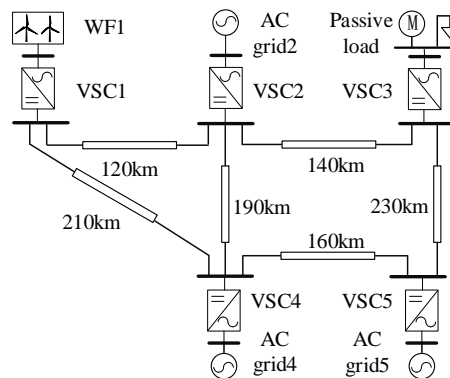 WF1
AC
grid2
Passive
load
M
VSC1
VSC2
VSC3
120km
140km
210km
190km
230km
160km
VSC4
VSC5
AC
grid4
AC
grid5